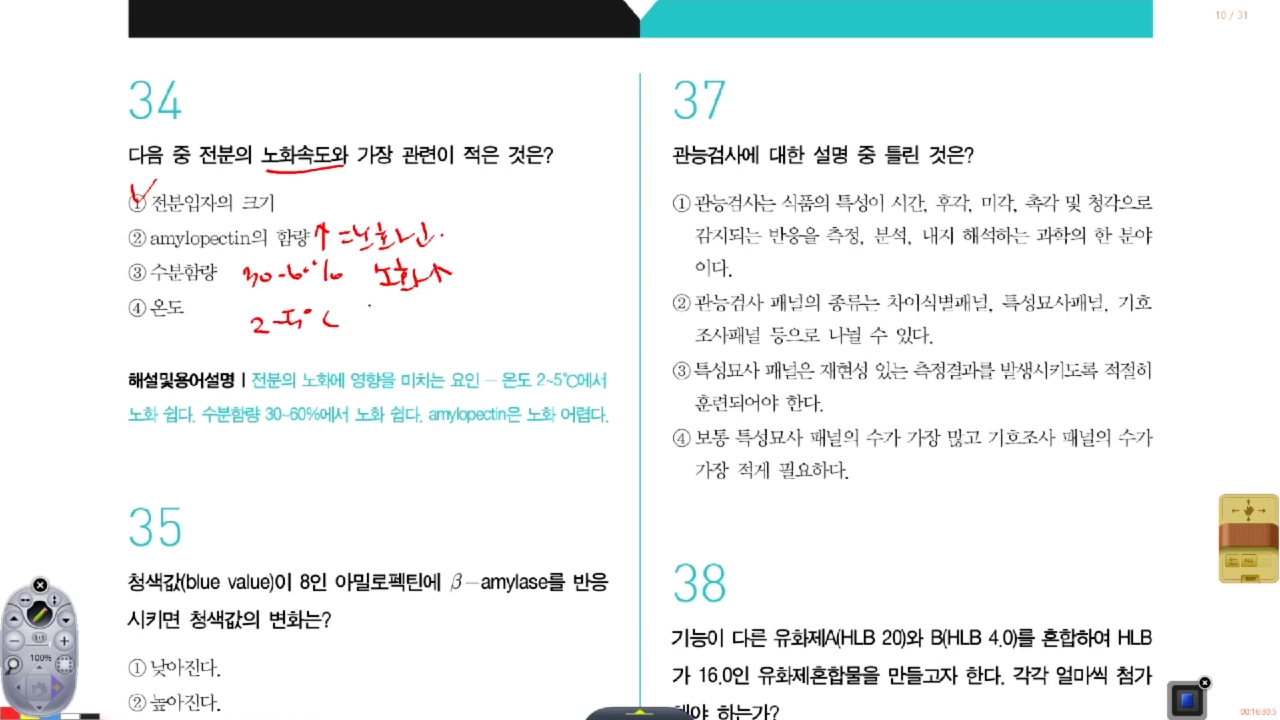 10 / 31
34
다음 중 전분의 노화속도와 가장 관련이 적은 것은?
① 전분입자의 크기
② amylopectin의 함량 ↑ =
③ 수분함량 30-60% 노화↑
④ 온도
2-5°C
해설및용어설명 | 전분의 노화에 영향을 미치는 요인 - 온도 2~5℃에서
노화 쉽다. 수분함량 30~60%에서 노화 쉽다. amylopectin은 노화 어렵다.
35
청색값(blue value)이 8인 아밀로펙틴에 β-amylase를 반응
시키면 청색값의 변화는?
① 낮아진다.
② 높아진다.
37
관능검사에 대한 설명 중 틀린 것은?
① 관능검사는 식품의 특성이 시간, 후각, 미각, 촉각 및 청각으로
감지되는 반응을 측정, 분석, 내지 해석하는 과학의 한 분야
이다.
② 관능검사 패널의 종류는 차이식별패널, 특성묘사패널, 기호
조사패널 등으로 나뉠 수 있다.
③ 특성묘사 패널은 재현성 있는 측정결과를 발생시키도록 적절히
훈련되어야 한다.
④ 보통 특성묘사 패널의 수가 가장 많고 기호조사 패널의 수가
가장 적게 필요하다.
38
기능이 다른 유화제A(HLB 20)와 B(HLB 4.0)를 혼합하여 HLB
가 16.0인 유화제혼합물을 만들고자 한다. 각각 얼마씩 첨가
해야 하는가?
100%
00:16:30.5